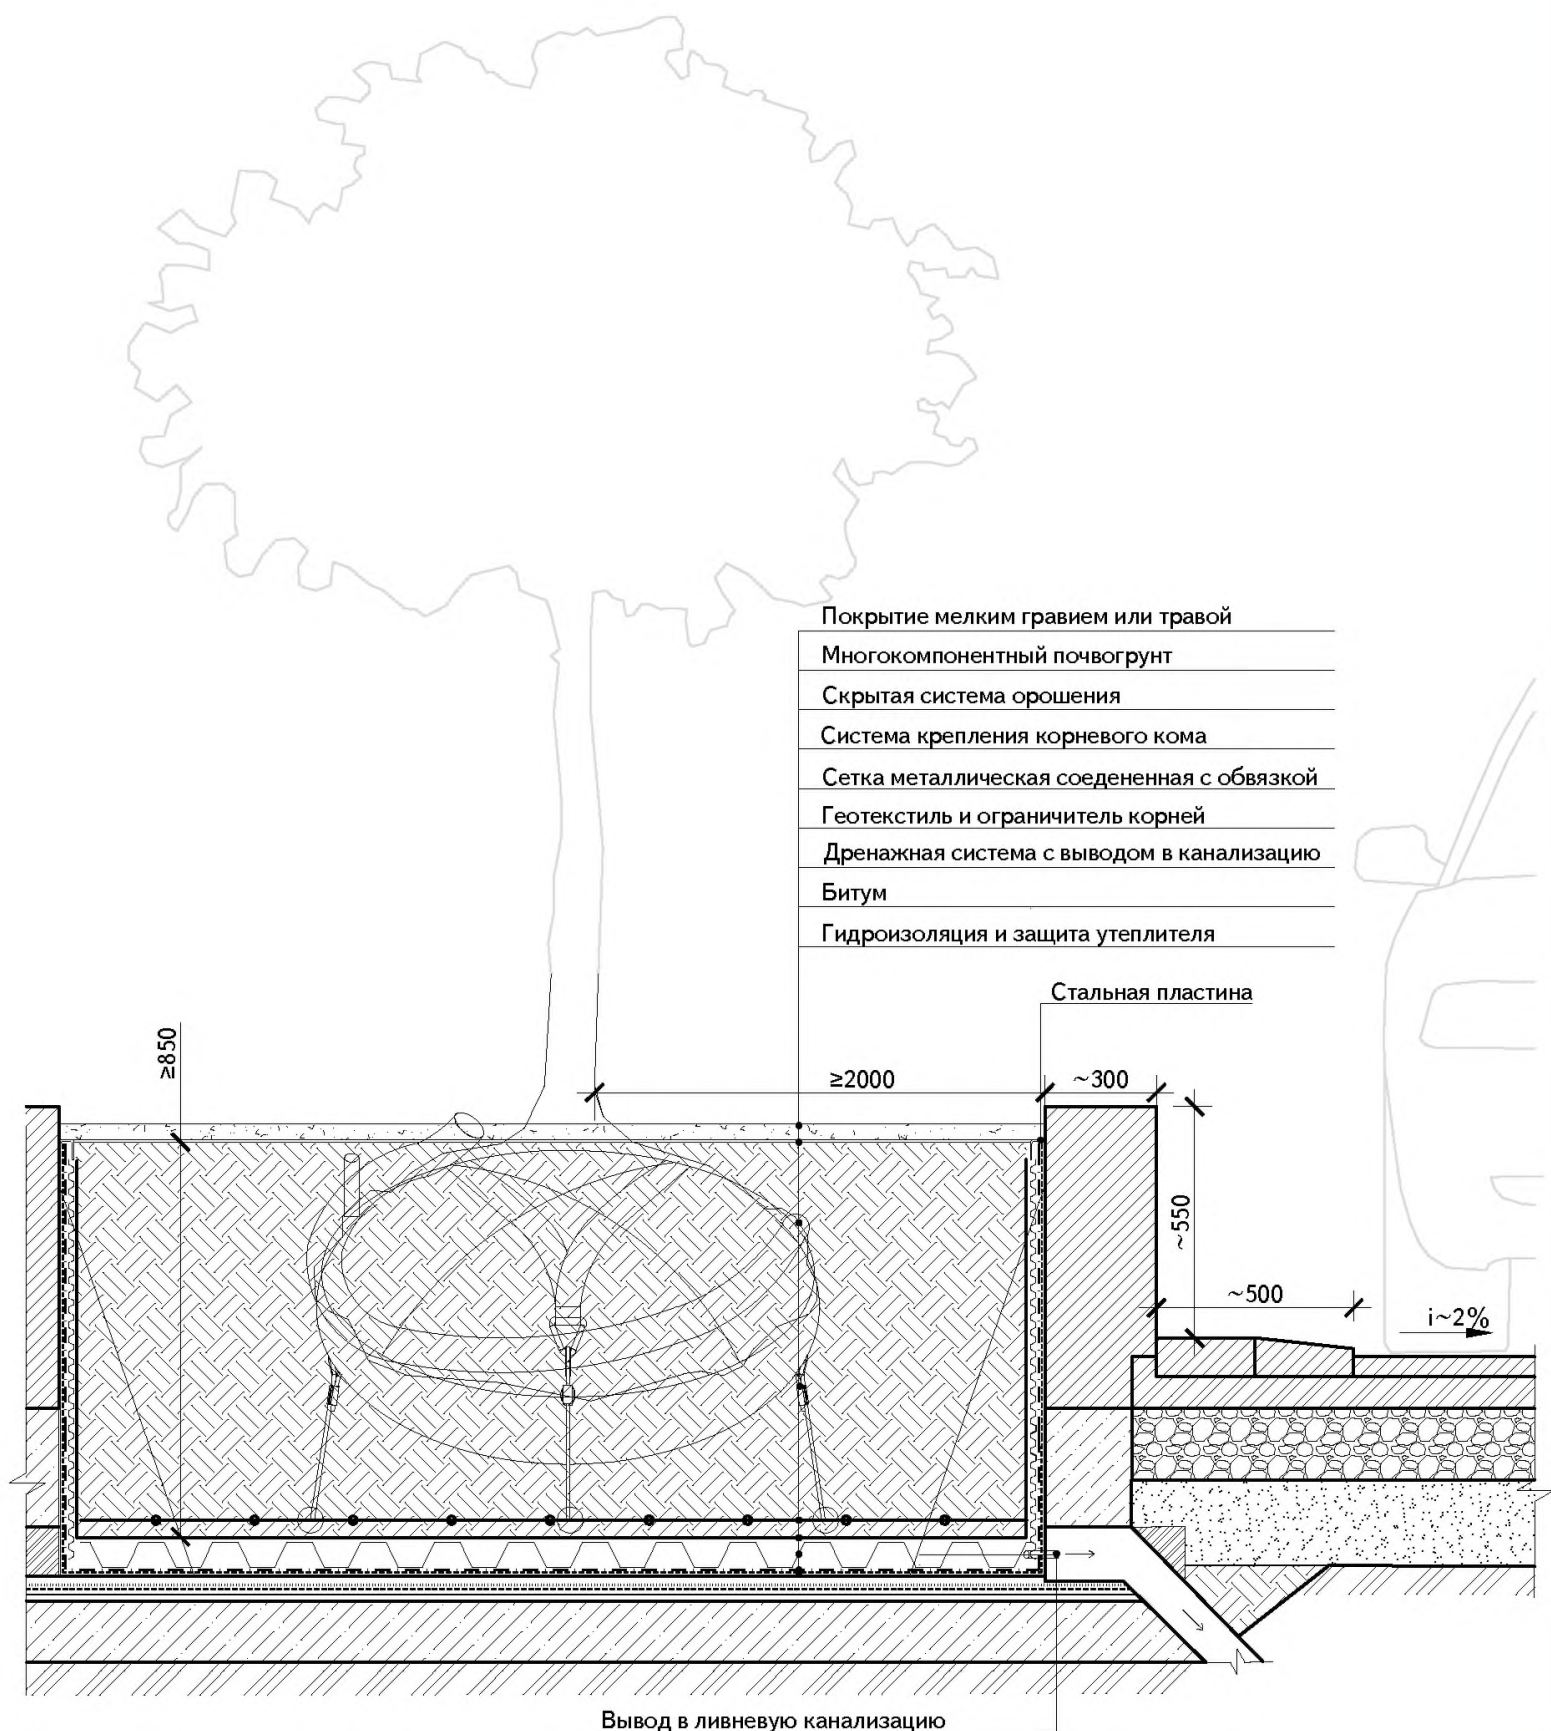 Покрытие мелким гравием или травой
Многокомпонентный почвогрунт
Скрытая система орошения
Система крепления корневого кома
Сетка металлическая соедененная с обвязкой
Геотекстиль и ограничитель корней
Дренажная система с выводом в канализацию
Битум
Гидроизоляция и защита утеплителя
Стальная пластина
≥850
≥2000
~300
~550
~500
i~2%
Вывод в ливневую канализацию